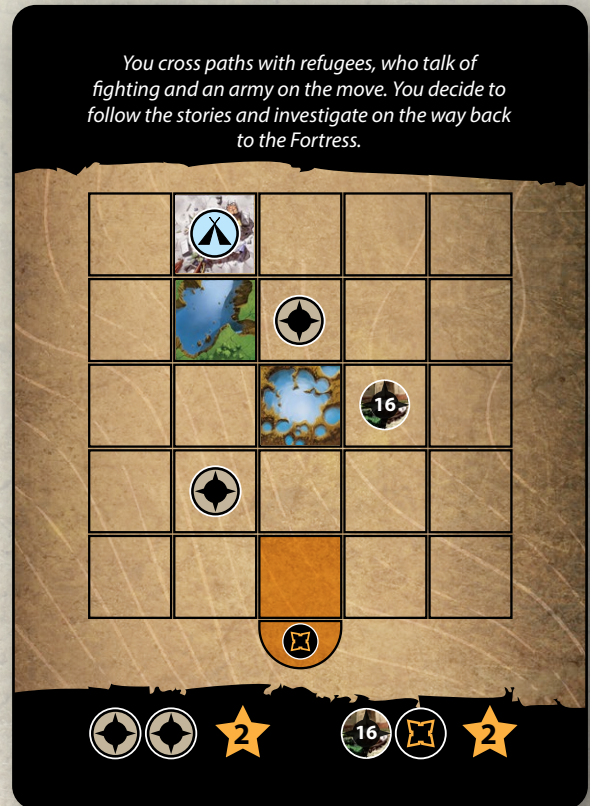 You cross paths with refugees, who talk of
fighting and an army on the move. You decide to
follow the stories and investigate on the way back
to the Fortress.
16
2
16
2